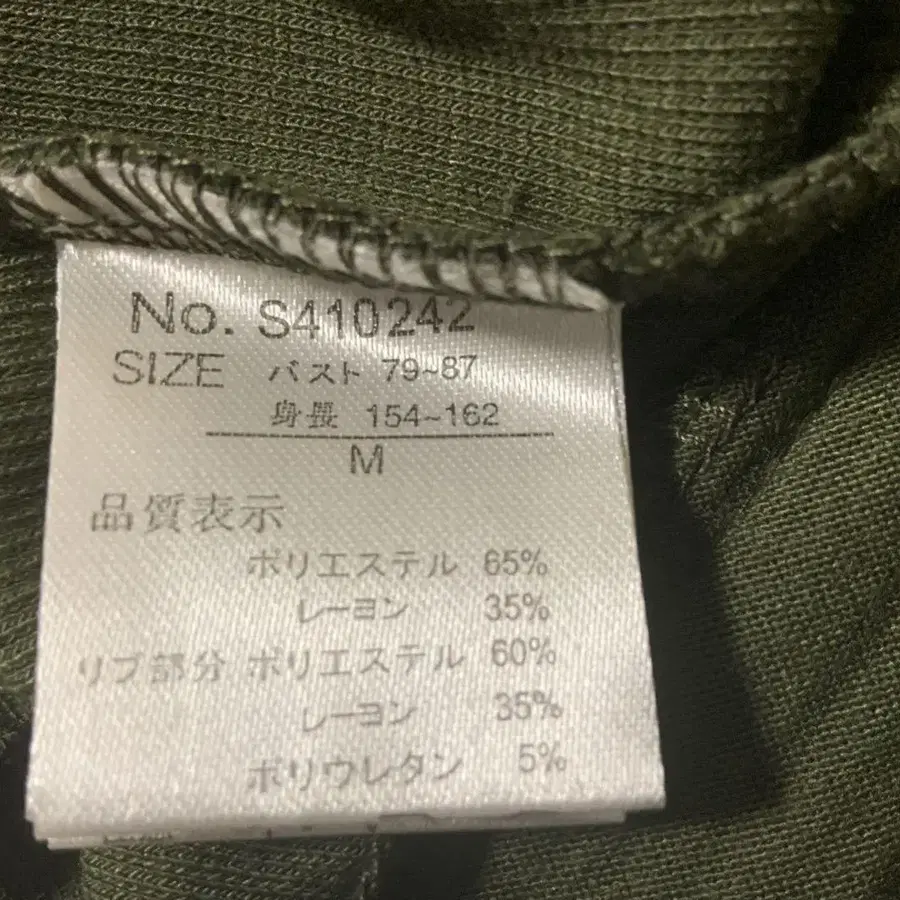 No. S410242
SIZE バスト 79~87
身長 154~162
M
品質表示
ポリエステル 65%
レーヨン 35%
リブ部分 ポリエステル 60%
レーヨン 35%
ポリウレタン 5%